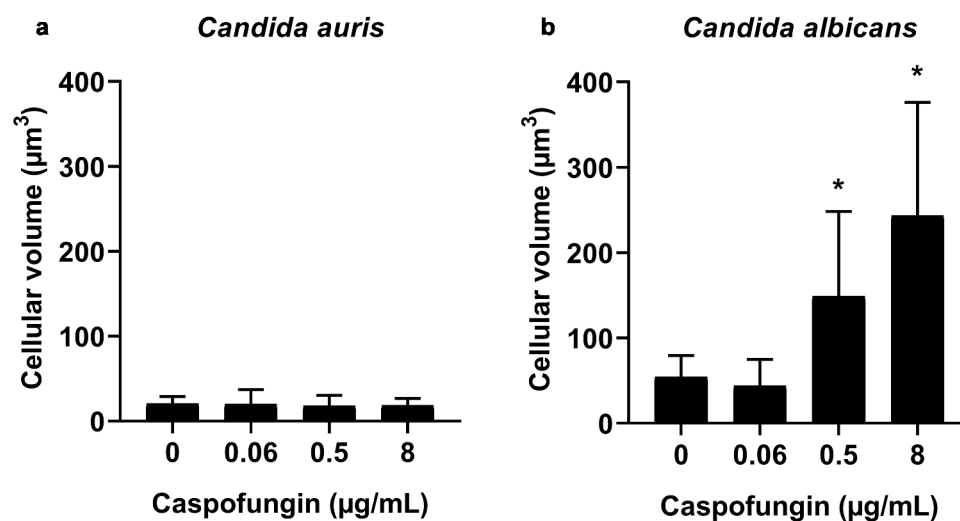 a Candida auris
Cellular volume (µm³)
400
300
200
100
0
0 0.06 0.5 8
Caspofungin (µg/mL)
b Candida albicans
Cellular volume (µm³)
400
300
200
100
0
*
*
0 0.06 0.5 8
Caspofungin (µg/mL)